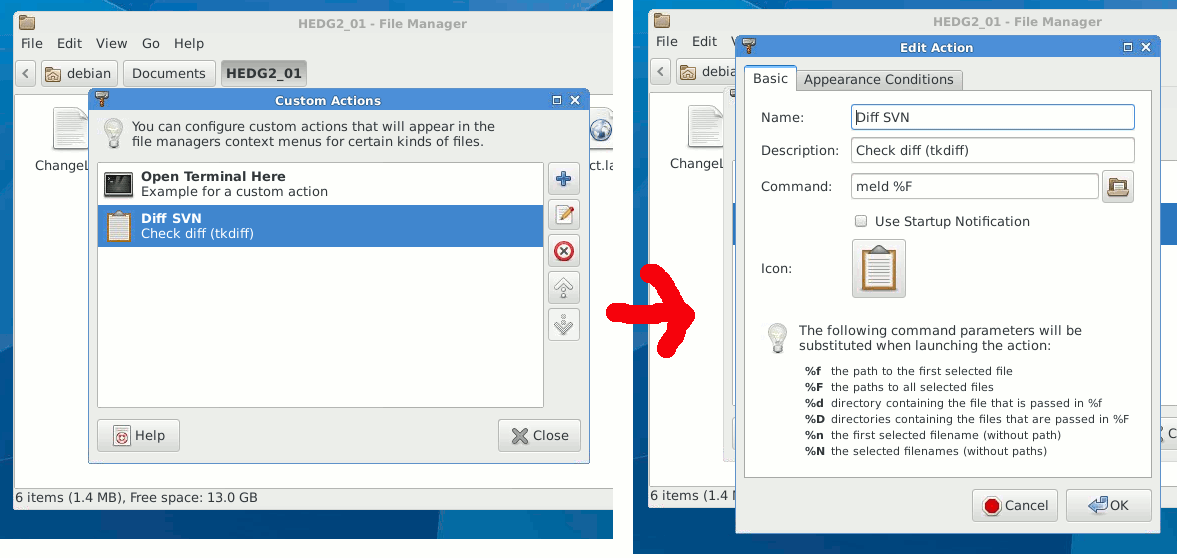 HEDG2_01 - File Manager
File Edit View Go Help
debian Documents HEDG2_01
Custom Actions
You can configure custom actions that will appear in the
file managers context menus for certain kinds of files.
ChangeL
ct.la
Open Terminal Here
Example for a custom action
Diff SVN
Check diff (tkdiff)
Help
Close
6 items (1.4 MB), Free space: 13.0 GB
HEDG2_01 - File Manager
File Edit V
debia
Edit Action
Basic Appearance Conditions
ChangeL
Name: Diff SVN
Description: Check diff (tkdiff)
Command: meld %F
Use Startup Notification
Icon:
The following command parameters will be
substituted when launching the action:
%f the path to the first selected file
%F the paths to all selected files
%d directory containing the file that is passed in %f
%D directories containing the files that are passed in %F
%n the first selected filename (without path)
%N the selected filenames (without paths)
C
6 items (1.4 M
Cancel
OK